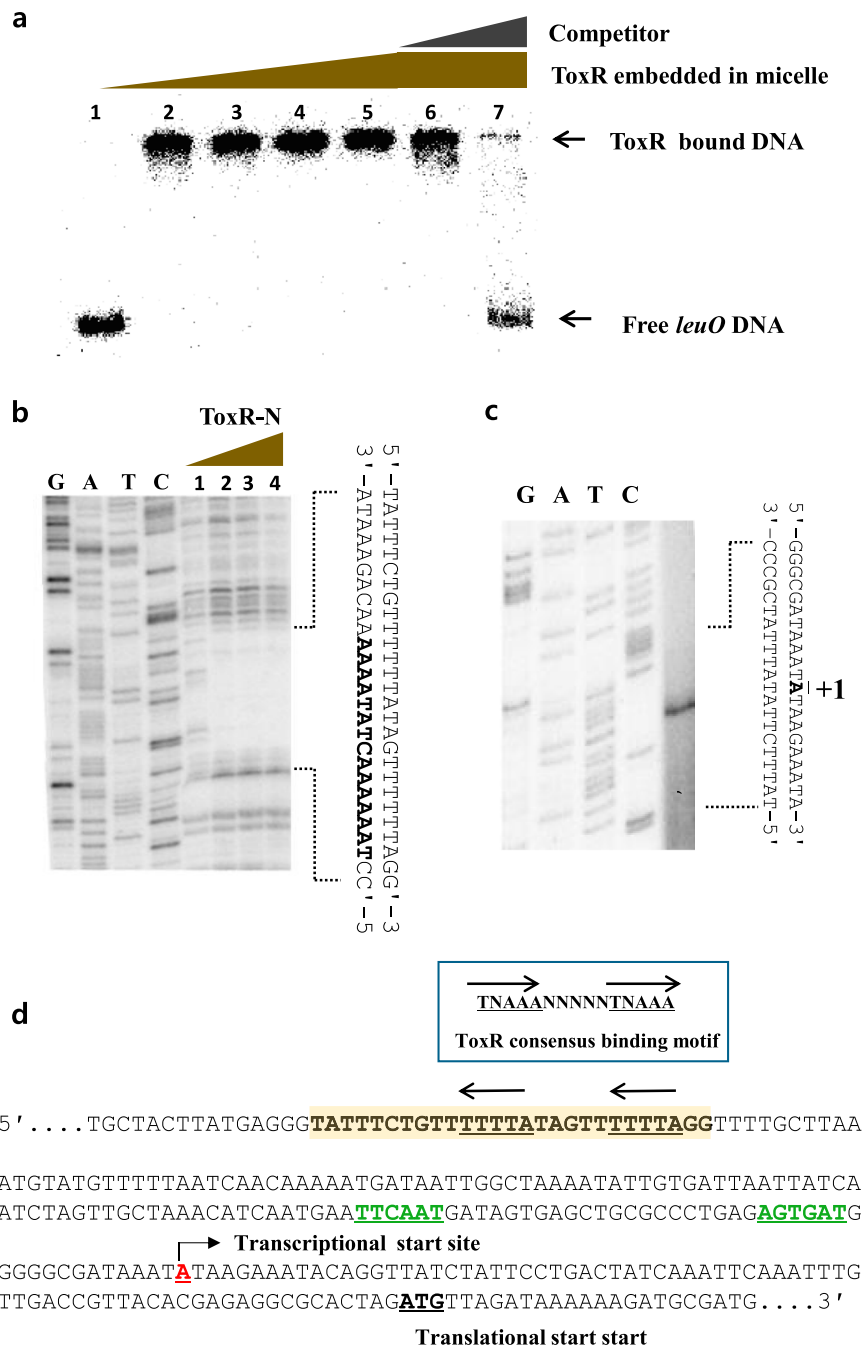 a
Competitor
ToxR embedded in micelle
1 2 3 4 5 6 7
ToxR bound DNA
Free leuO DNA
b
ToxR-N
G A T C 1 2 3 4
3'-ATAAAGACAAAAAATATCAAAAAATCC'-5
5'-TATTTCTGTTTTTTATAGTTTTTTAGG'-3
c
G A T C
3'-CCCGCTATTTATATTCTTTAT-5'
5'-GGGCGATAAATATAAGAAATA-3'
+1
d
TNAAANNNNNTNAAA
ToxR consensus binding motif
5'....TGCTACTTATGAGGGTATTTCTGTTTTTTATAGTTTTTTAGGTTTTGCTTAA
ATGTATGTTTTTAATCAACAAAAATGATAATTGGCTAAAATATTGTGATTAATTATCA
ATCTAGTTGCTAAACATCAATGAATTCAATGATAGTGAGCTGCGCCCTGAGAGTGATG
Transcriptional start site
GGGGCGATAAATATAAGAAATACAGGTTATCTATTCCTGACTATCAAATTCAAATTTG
TTGACCGTTACACGAGAGGCGCACTAGATGTTAGATAAAAAAGATGCGATG....3'
Translational start start